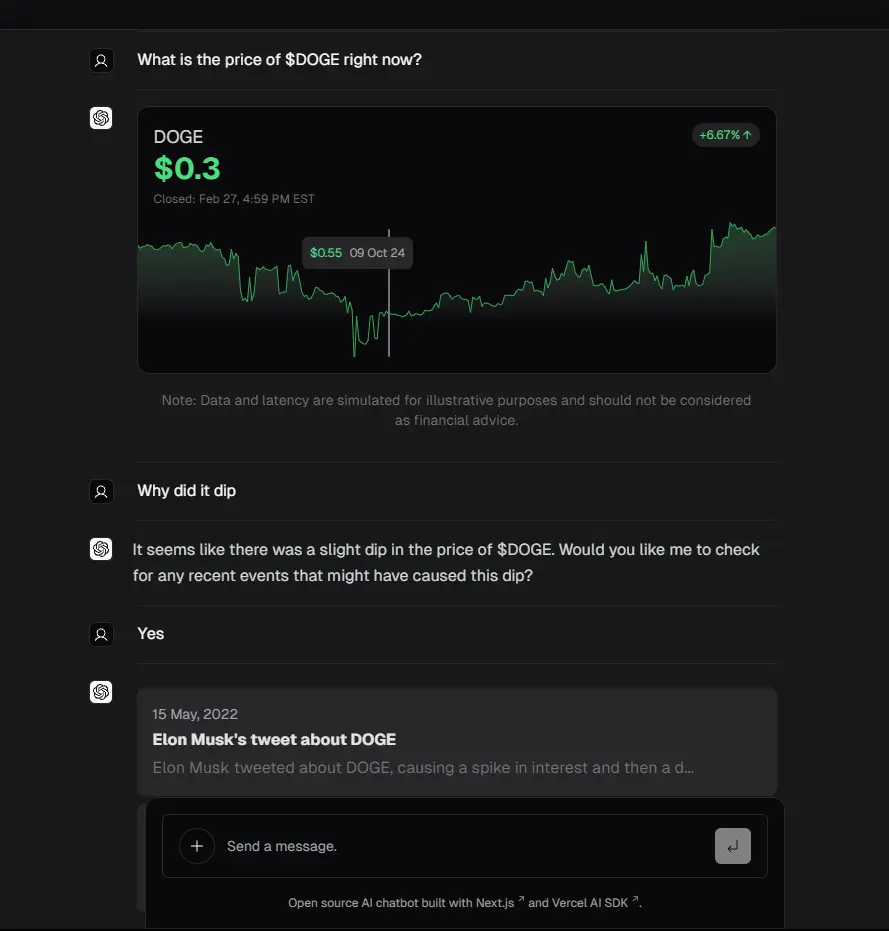 What is the price of $DOGE right now?
DOGE
+6.67% ↑
$0.3
Closed: Feb 27, 4:59 PM EST
$0.55 09 Oct 24
Note: Data and latency are simulated for illustrative purposes and should not be considered
as financial advice.
Why did it dip
It seems like there was a slight dip in the price of $DOGE. Would you like me to check
for any recent events that might have caused this dip?
Yes
15 May, 2022
Elon Musk's tweet about DOGE
Elon Musk tweeted about DOGE, causing a spike in interest and then a d...
Send a message.
Open source AI chatbot built with Next.js ↗ and Vercel AI SDK ↗.